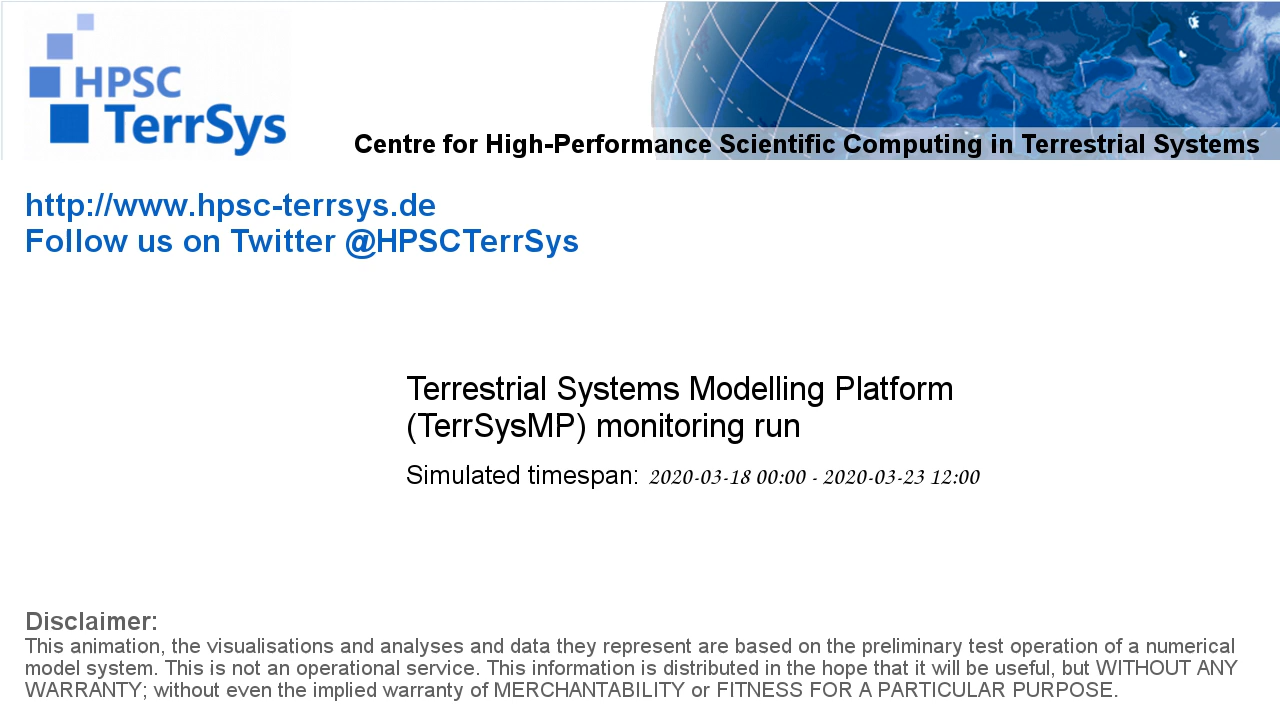 HPSC
TerrSys
Centre for High-Performance Scientific Computing in Terrestrial Systems
http://www.hpsc-terrsys.de
Follow us on Twitter @HPSCTerrSys
Terrestrial Systems Modelling Platform
(TerrSysMP) monitoring run
Simulated timespan: 2020-03-18 00:00 - 2020-03-23 12:00
Disclaimer:
This animation, the visualisations and analyses and data they represent are based on the preliminary test operation of a numerical
model system. This is not an operational service. This information is distributed in the hope that it will be useful, but WITHOUT ANY
WARRANTY; without even the implied warranty of MERCHANTABILITY or FITNESS FOR A PARTICULAR PURPOSE.